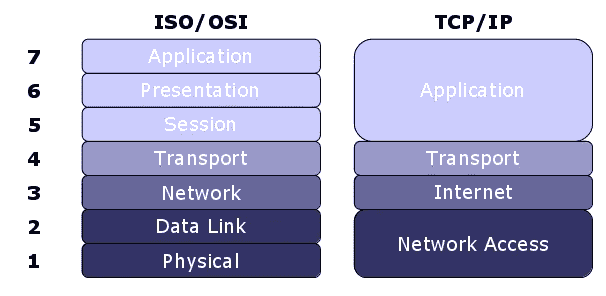 ISO/OSI TCP/IP
7 Application
6 Presentation Application
5 Session
4 Transport Transport
3 Network Internet
2 Data Link
Network Access
1 Physical